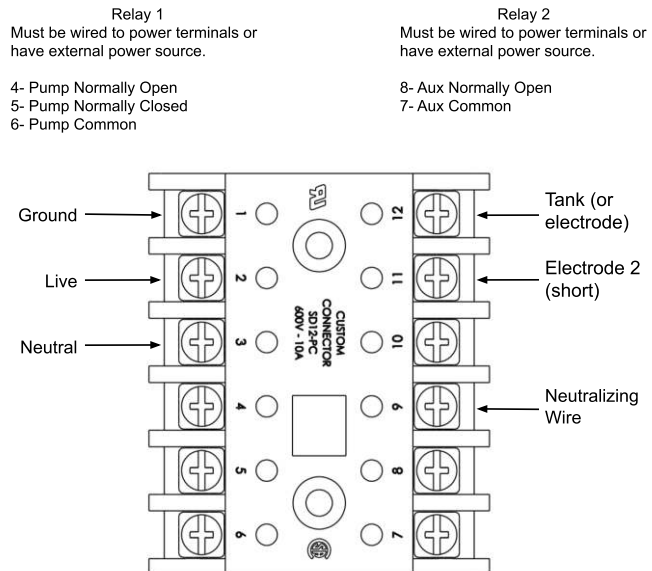 Relay 1
Must be wired to power terminals or
have external power source.
4- Pump Normally Open
5- Pump Normally Closed
6- Pump Common
Relay 2
Must be wired to power terminals or
have external power source.
8- Aux Normally Open
7- Aux Common
Ground
Live
Neutral
1
2
3
4
5
6
CUSTOM
CONNECTOR
SD12-PC
600V - 10A
12
11
10
9
8
7
Tank (or
electrode)
Electrode 2
(short)
Neutralizing
Wire